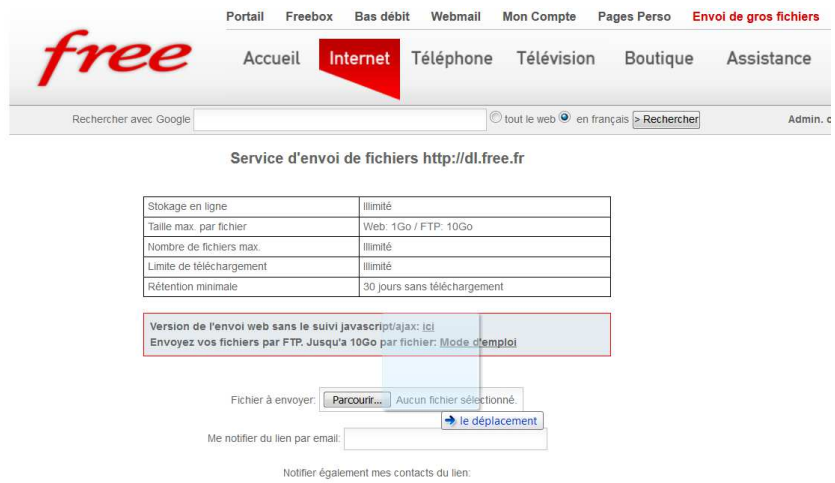 Portail Freebox Bas débit Webmail Mon Compte Pages Perso Envoi de gros fichiers
free
Accueil Internet Téléphone Télévision Boutique Assistance
Rechercher avec Google tout le web en français > Rechercher Admin.
Service d'envoi de fichiers http://dl.free.fr
Stokage en ligne Illimité
Taille max. par fichier Web: 1Go / FTP: 10Go
Nombre de fichiers max. Illimité
Limite de téléchargement Illimité
Rétention minimale 30 jours sans téléchargement
Version de l'envoi web sans le suivi javascript/ajax: ici
Envoyez vos fichiers par FTP. Jusqu'a 10Go par fichier: Mode d'emploi
Fichier à envoyer: Parcourir... Aucun fichier sélectionné.
le déplacement
Me notifier du lien par email:
Notifier également mes contacts du lien: